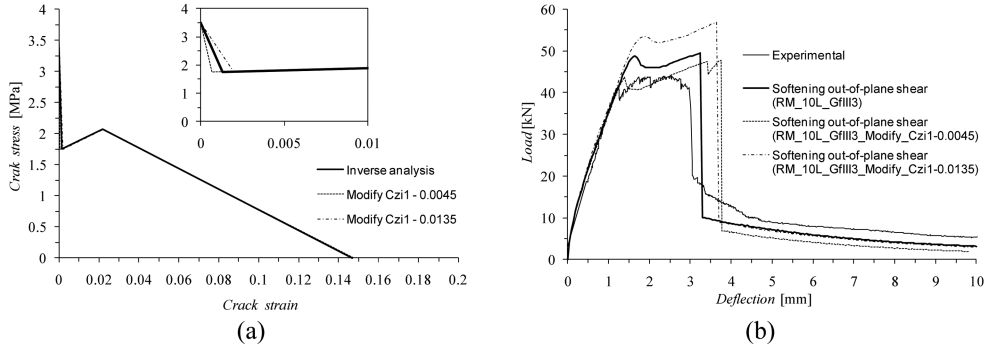 4
3.5
3
2.5
2
1.5
1
0.5
0
Crak stress [MPa]
0 0.02 0.04 0.06 0.08 0.1 0.12 0.14 0.16 0.18 0.2
Crack strain
4
3
2
1
0
0 0.005 0.01
Inverse analysis
Modify Czi1 - 0.0045
Modify Czi1 - 0.0135
(a)
60
50
40
30
20
10
0
Load [kN]
0 1 2 3 4 5 6 7 8 9 10
Deflection [mm]
Experimental
Softening out-of-plane shear
(RM_10L_GfIII3)
Softening out-of-plane shear
(RM_10L_GfIII3_Modify_Czi1-0.0045)
Softening out-of-plane shear
(RM_10L_GfIII3_Modify_Czi1-0.0135)
(b)